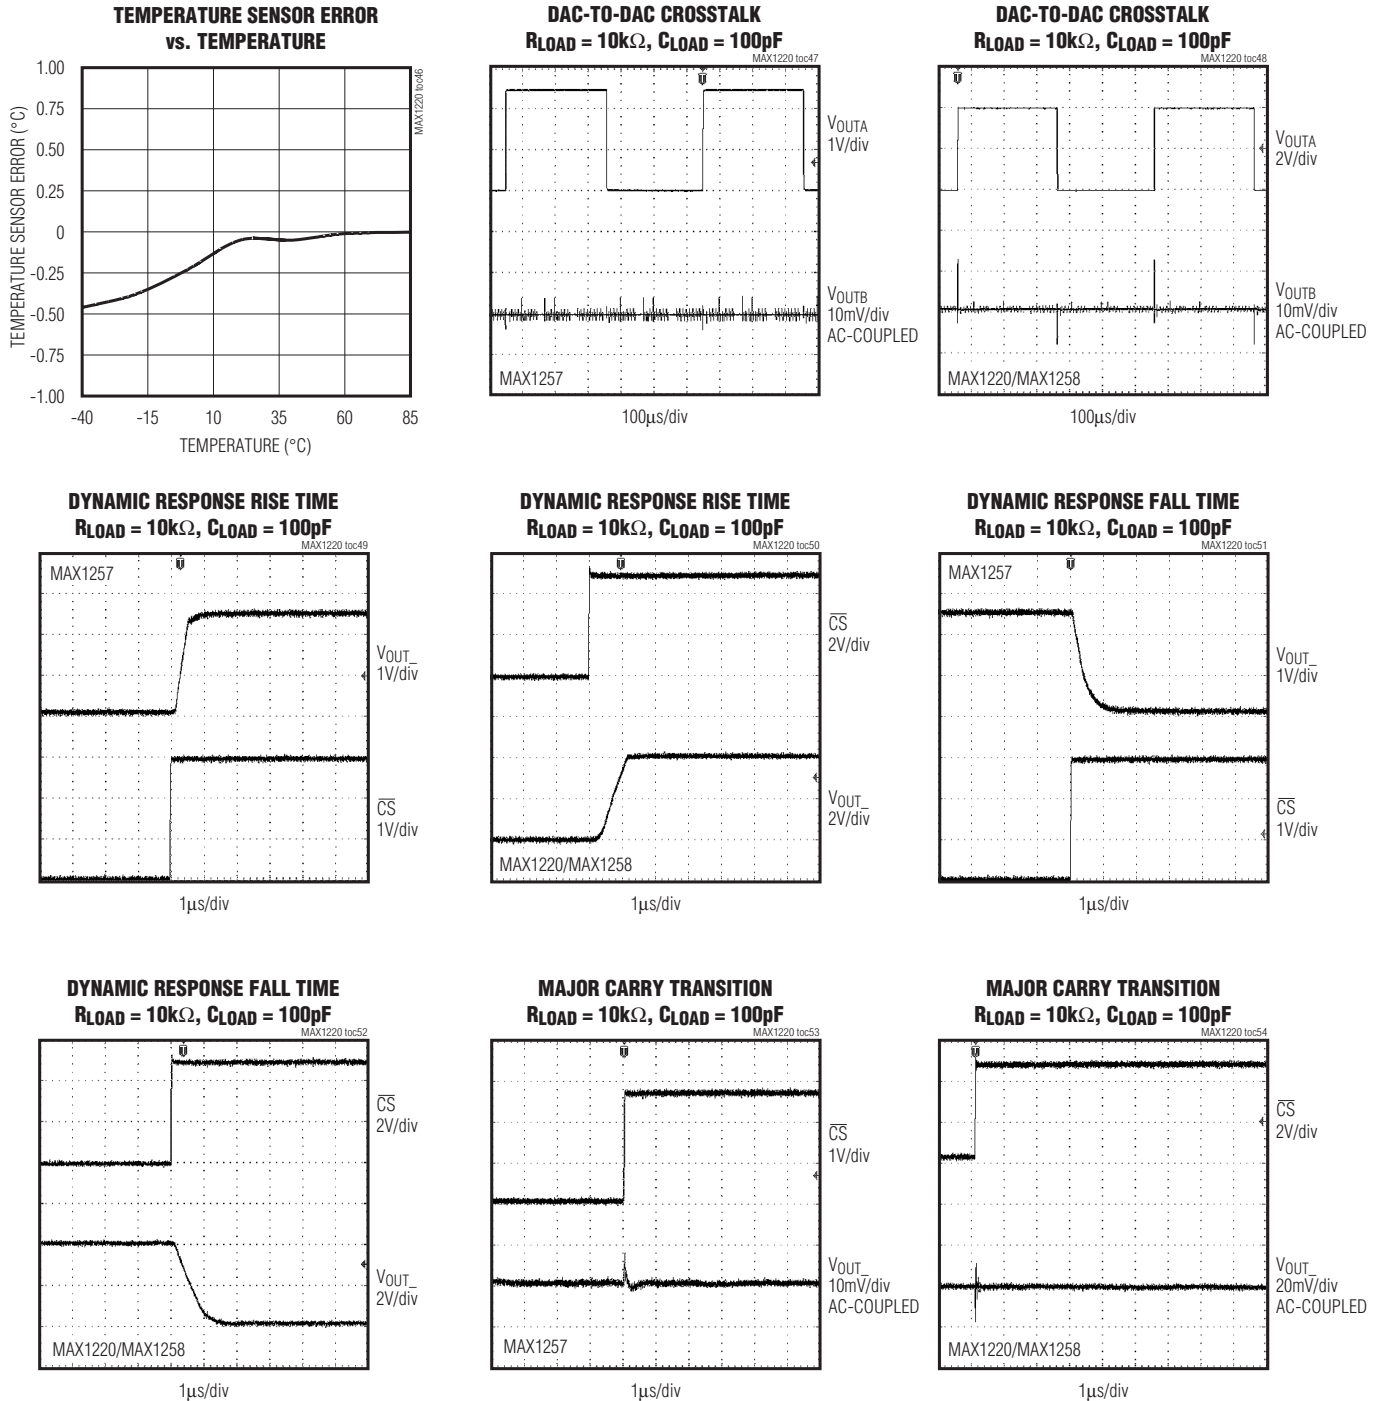 TEMPERATURE SENSOR ERROR
vs. TEMPERATURE
MAX1220 toc46
TEMPERATURE SENSOR ERROR (°C)
1.00
0.75
0.50
0.25
0
-0.25
-0.50
-0.75
-1.00
-40 -15 10 35 60 85
TEMPERATURE (°C)
DAC-TO-DAC CROSSTALK
RLOAD = 10kΩ, CLOAD = 100pF
MAX1220 toc47
VOUTA
1V/div
VOUTB
10mV/div
AC-COUPLED
MAX1257
100µs/div
DAC-TO-DAC CROSSTALK
RLOAD = 10kΩ, CLOAD = 100pF
MAX1220 toc48
VOUTA
2V/div
VOUTB
10mV/div
AC-COUPLED
MAX1220/MAX1258
100µs/div
DYNAMIC RESPONSE RISE TIME
RLOAD = 10kΩ, CLOAD = 100pF
MAX1220 toc49
MAX1257
VOUT_
1V/div
CS
1V/div
1µs/div
DYNAMIC RESPONSE RISE TIME
RLOAD = 10kΩ, CLOAD = 100pF
MAX1220 toc50
CS
2V/div
VOUT_
2V/div
MAX1220/MAX1258
1µs/div
DYNAMIC RESPONSE FALL TIME
RLOAD = 10kΩ, CLOAD = 100pF
MAX1220 toc51
MAX1257
VOUT_
1V/div
CS
1V/div
1µs/div
DYNAMIC RESPONSE FALL TIME
RLOAD = 10kΩ, CLOAD = 100pF
MAX1220 toc52
CS
2V/div
VOUT_
2V/div
MAX1220/MAX1258
1µs/div
MAJOR CARRY TRANSITION
RLOAD = 10kΩ, CLOAD = 100pF
MAX1220 toc53
CS
1V/div
VOUT_
10mV/div
AC-COUPLED
MAX1257
1µs/div
MAJOR CARRY TRANSITION
RLOAD = 10kΩ, CLOAD = 100pF
MAX1220 toc54
CS
2V/div
VOUT_
20mV/div
AC-COUPLED
MAX1220/MAX1258
1µs/div